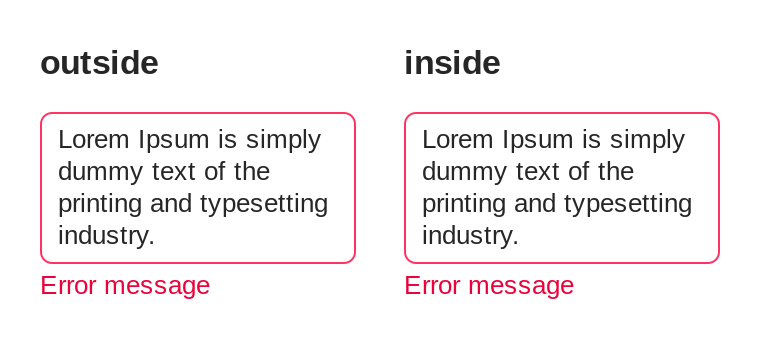 outside
Lorem Ipsum is simply
dummy text of the
printing and typesetting
industry.
Error message
inside
Lorem Ipsum is simply
dummy text of the
printing and typesetting
industry.
Error message